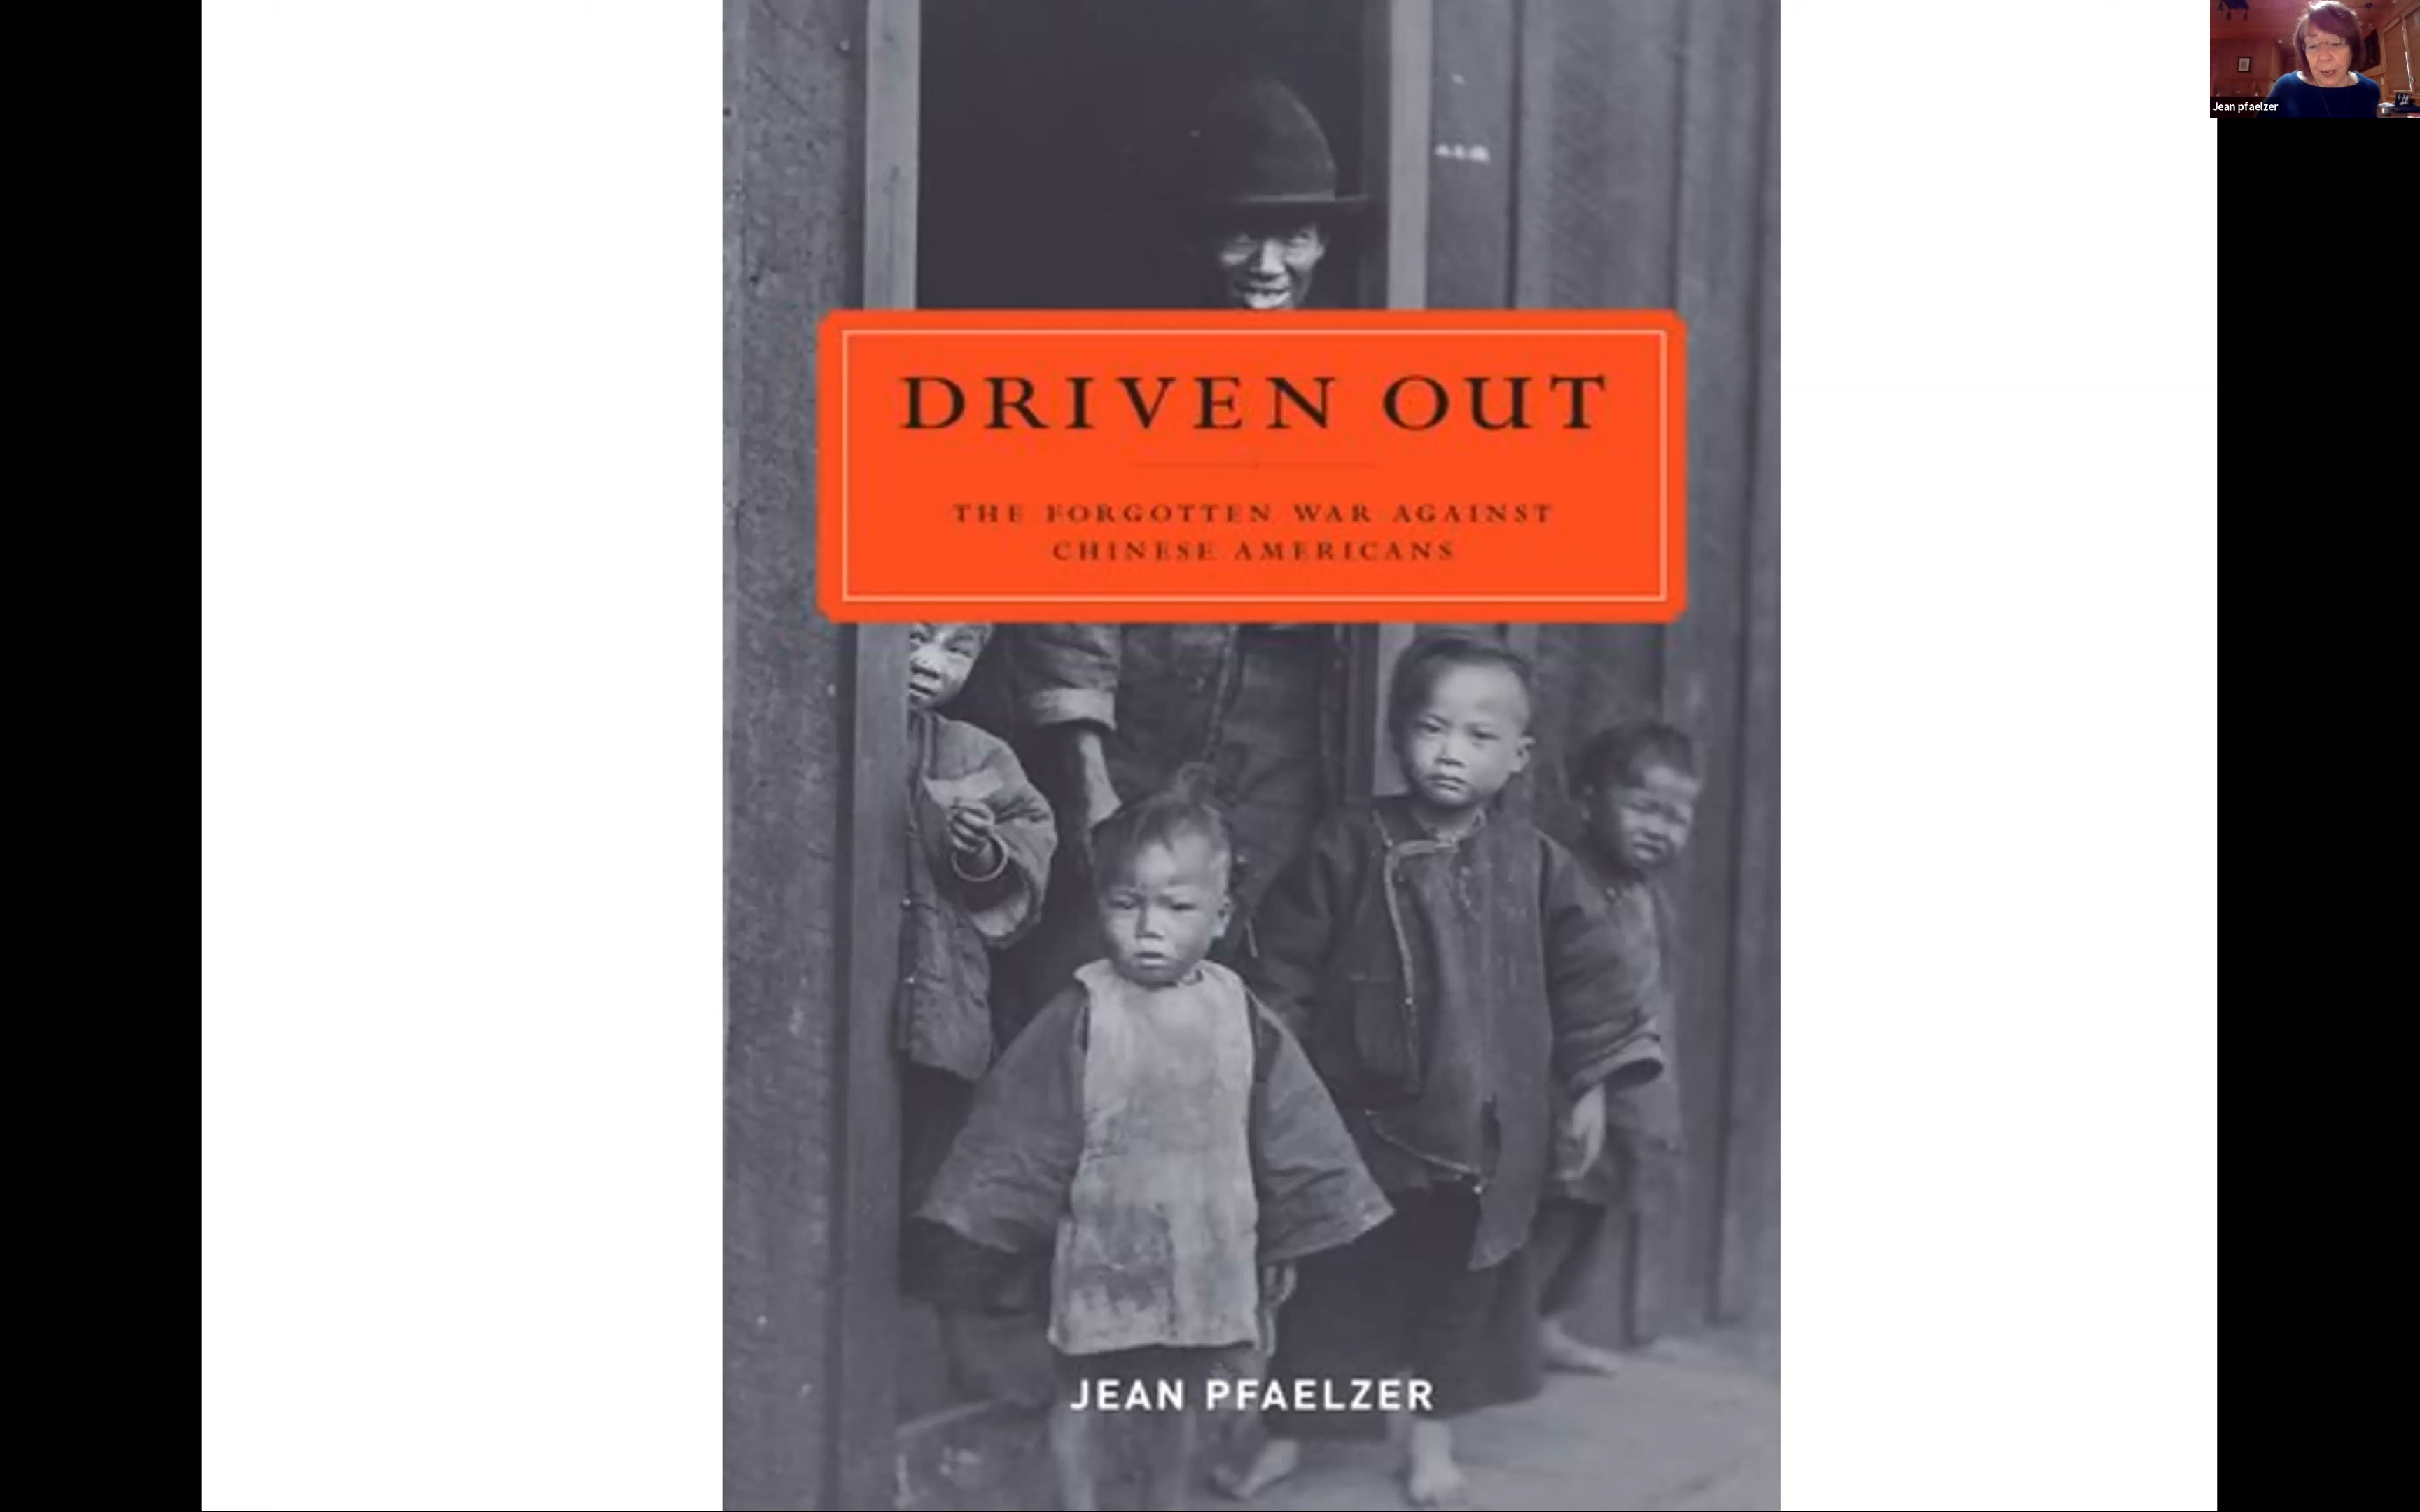 DRIVEN OUT
THE FORGOTTEN WAR AGAINST
CHINESE AMERICANS
JEAN PFAELZER
Jean pfaelzer